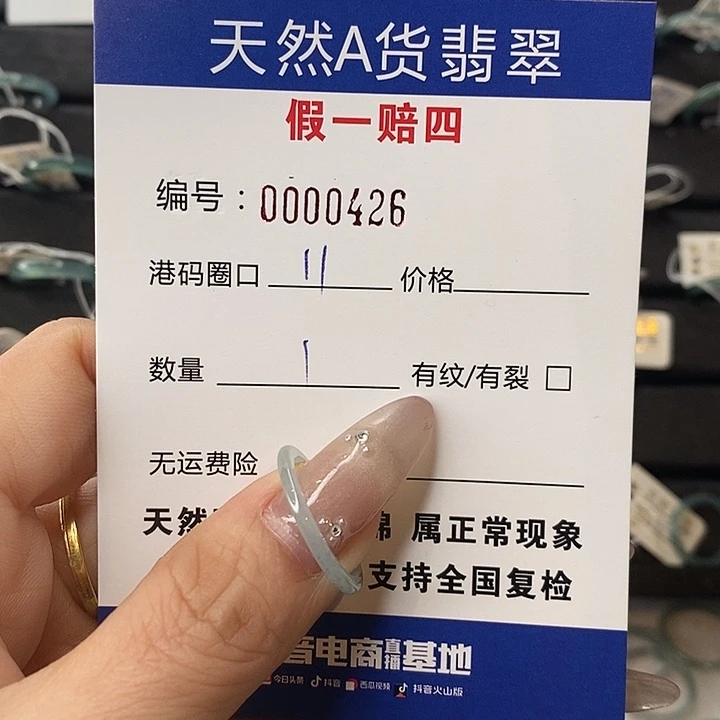 天然A货翡翠
假一赔四
编号：0000426
港码圈口 11 价格
数量 1 有纹/有裂 □
无运费险
天然 棉 属正常现象
支持全国复检
音电商直播基地
今日头条 抖音 西瓜视频 抖音火山版